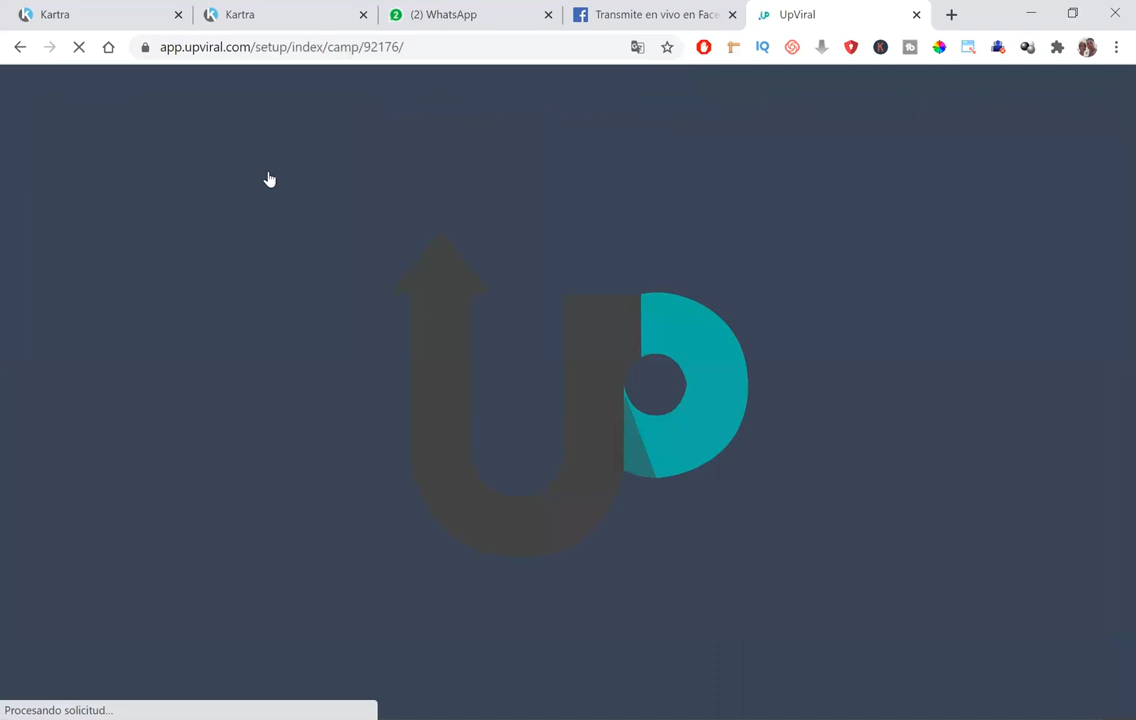 Kartra
Kartra
(2) WhatsApp
Transmite en vivo en Face
UpViral
app.upviral.com/setup/index/camp/92176/
Procesando solicitud...